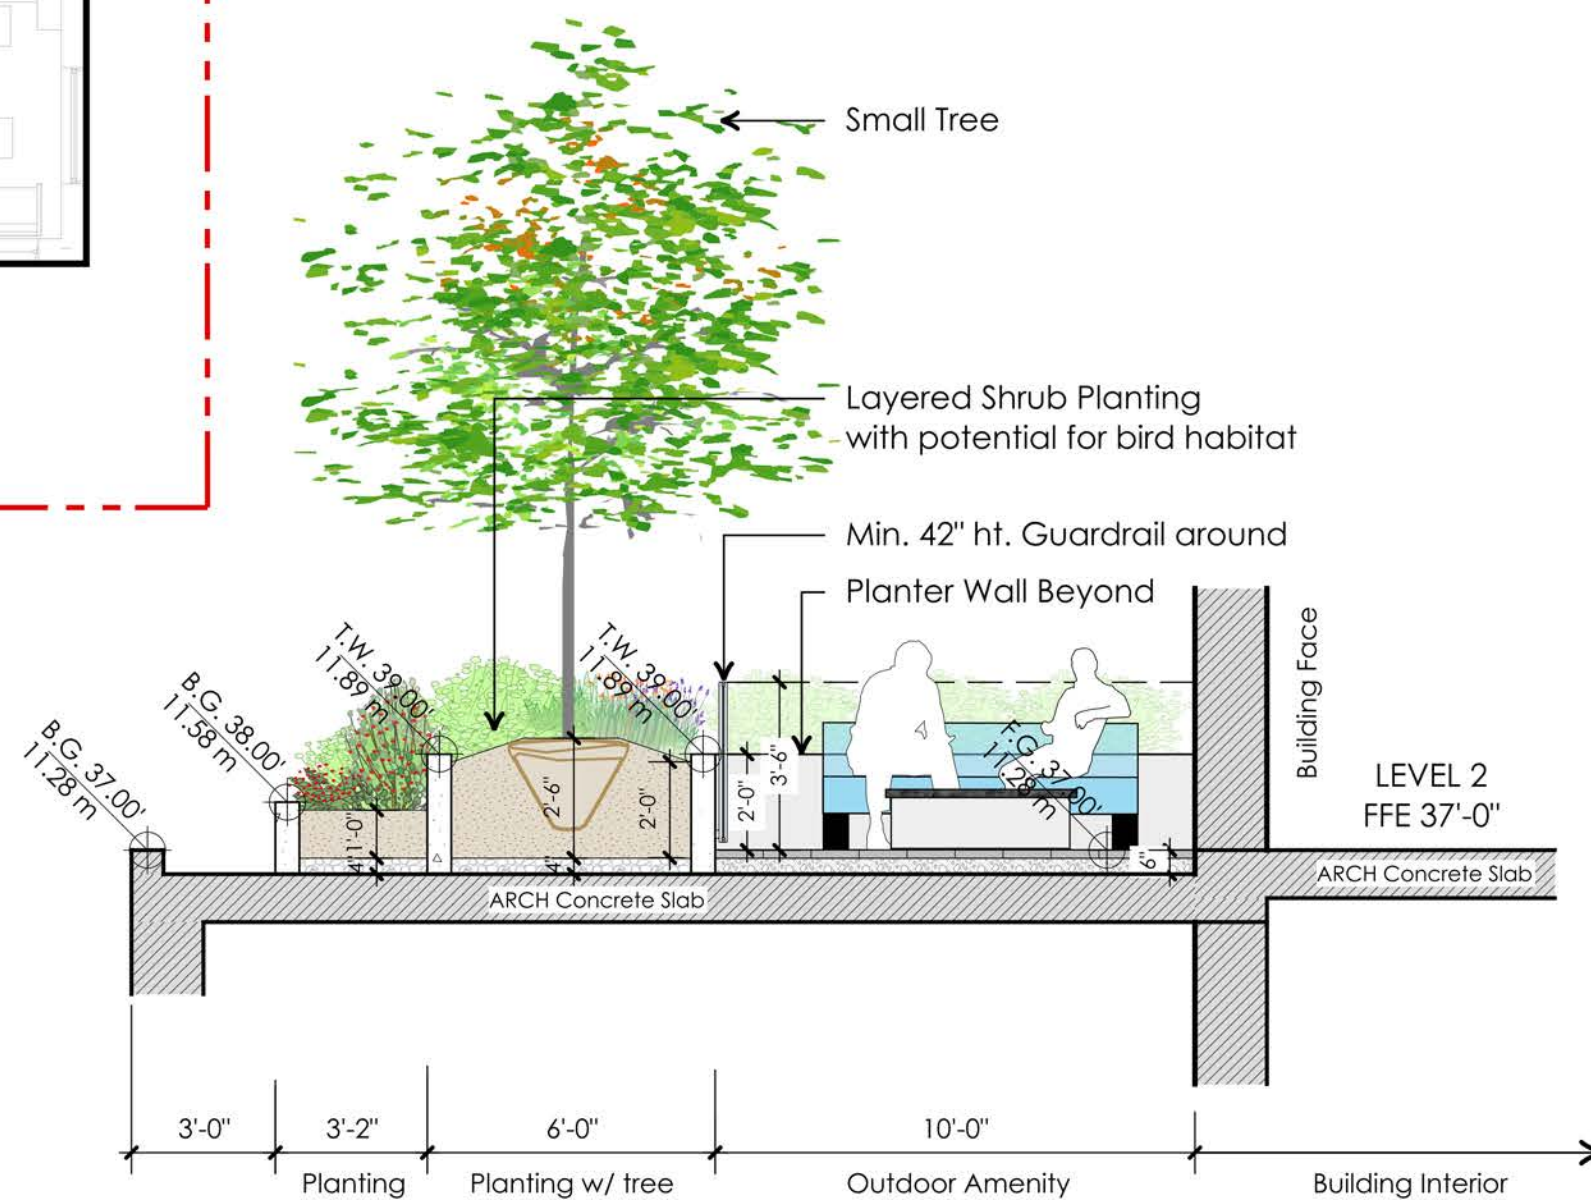 Small Tree
Layered Shrub Planting
with potential for bird habitat
Min. 42" ht. Guardrail around
Planter Wall Beyond
T.W. 39.00'
11.89 m
T.W. 39.00'
11.89 m
B.G. 38.00'
11.58 m
B.G. 37.00'
11.28 m
F.G. 37.00'
11.28 m
Building Face
LEVEL 2
FFE 37'-0"
1'-0"
4"
2'-6"
4"
2'-0"
2'-0"
3'-6"
6"
ARCH Concrete Slab
ARCH Concrete Slab
3'-0"
3'-2"
6'-0"
10'-0"
Planting
Planting w/ tree
Outdoor Amenity
Building Interior